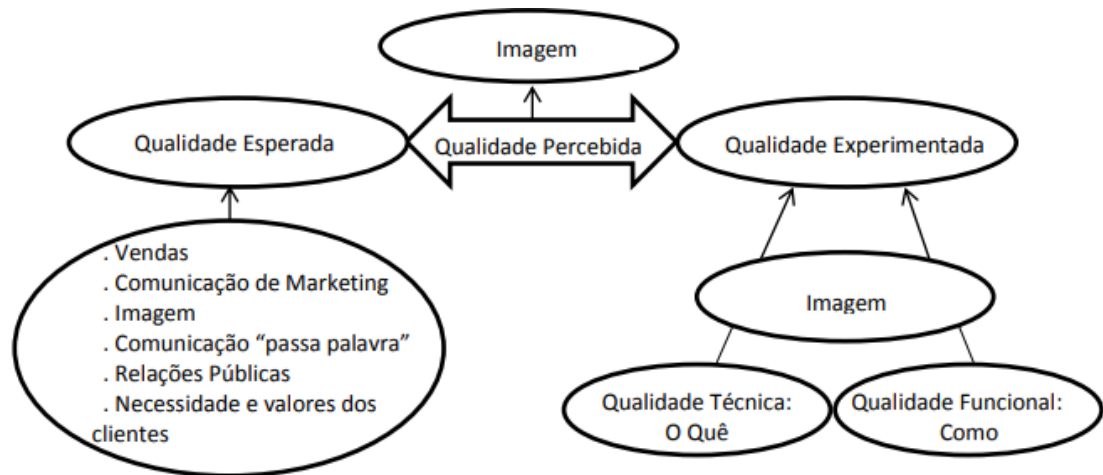 Imagem
Qualidade Esperada
Qualidade Percebida
Qualidade Experimentada
. Vendas
. Comunicação de Marketing
. Imagem
. Comunicação “passa palavra”
. Relações Públicas
. Necessidade e valores dos
clientes
Imagem
Qualidade Técnica:
O Quê
Qualidade Funcional:
Como